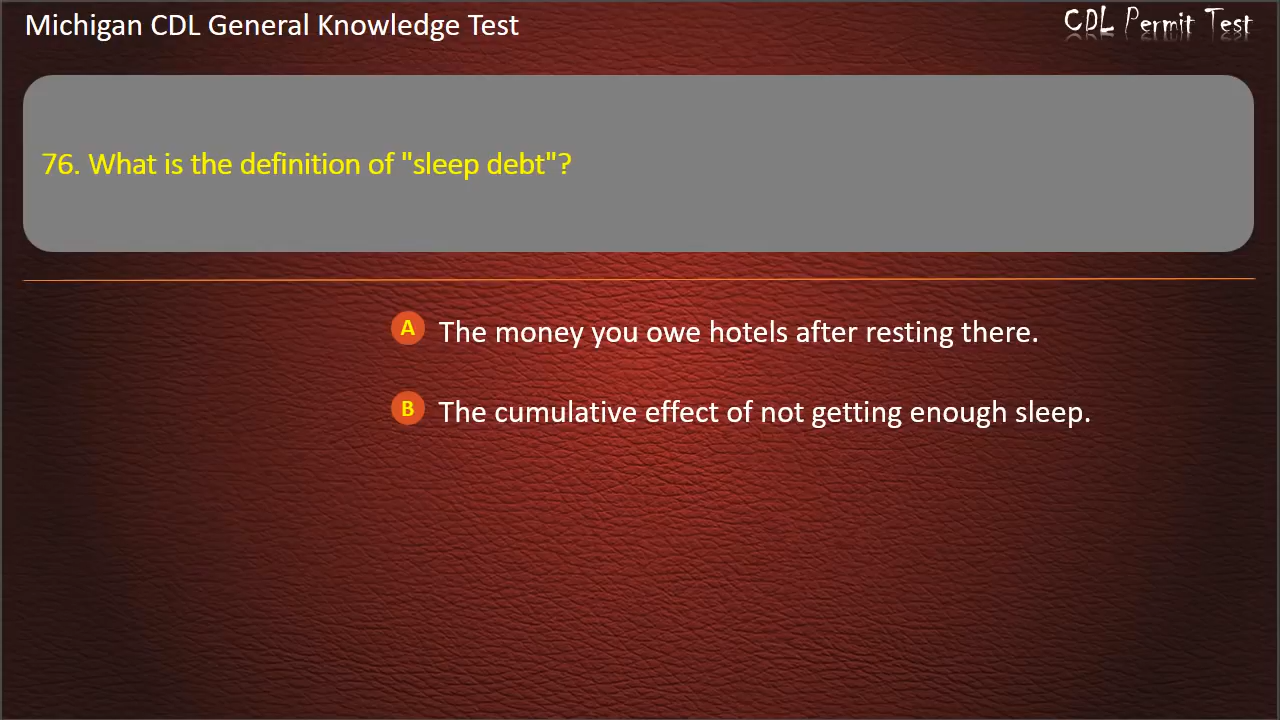 Michigan CDL General Knowledge Test
CDL Permit Test
76. What is the definition of "sleep debt"?
A The money you owe hotels after resting there.
B The cumulative effect of not getting enough sleep.